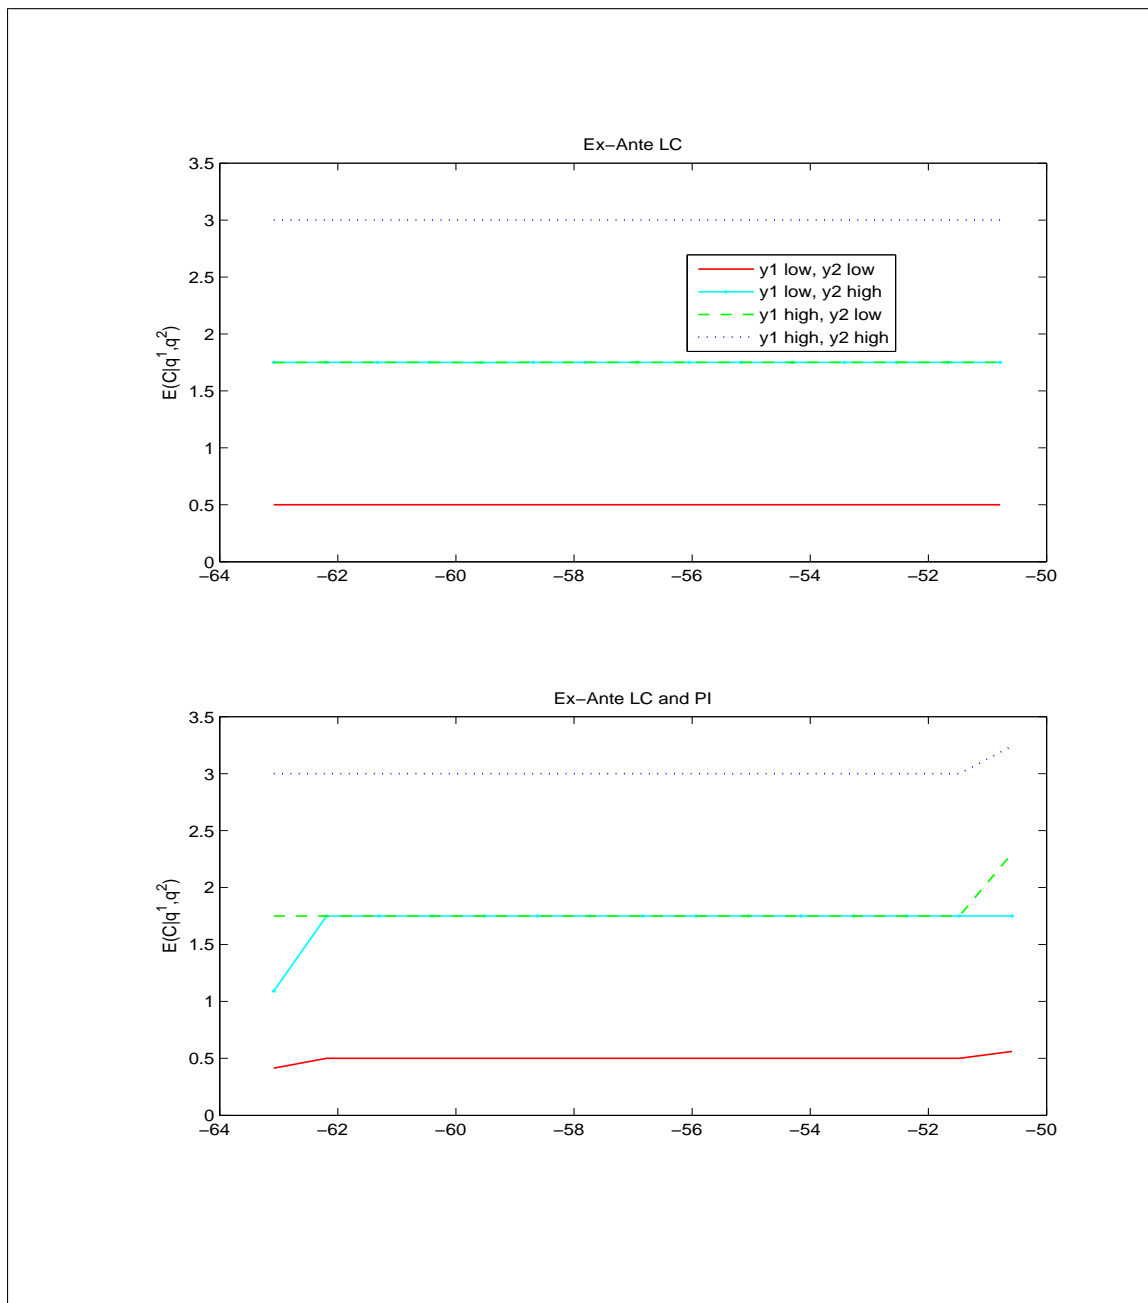 Ex−Ante LC
3.5
3
2.5
2
1.5
1
0.5
0
E(C|q¹,q²)
y1 low, y2 low
y1 low, y2 high
y1 high, y2 low
y1 high, y2 high
−64 −62 −60 −58 −56 −54 −52 −50
Ex−Ante LC and PI
3.5
3
2.5
2
1.5
1
0.5
0
E(C|q¹,q²)
−64 −62 −60 −58 −56 −54 −52 −50